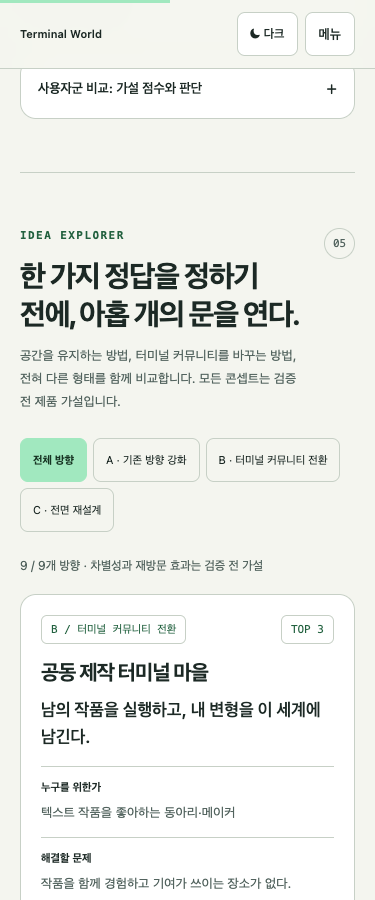 Terminal World
다크
메뉴
사용자군 비교: 가설 점수와 판단
+
IDEA EXPLORER
05
한 가지 정답을 정하기
전에, 아홉 개의 문을 연다.
공간을 유지하는 방법, 터미널 커뮤니티를 바꾸는 방법,
전혀 다른 형태를 함께 비교합니다. 모든 콘셉트는 검증
전 제품 가설입니다.
전체 방향
A · 기존 방향 강화
B · 터미널 커뮤니티 전환
C · 전면 재설계
9 / 9개 방향 · 차별성과 재방문 효과는 검증 전 가설
B / 터미널 커뮤니티 전환
TOP 3
공동 제작 터미널 마을
남의 작품을 실행하고, 내 변형을 이 세계에
남긴다.
누구를 위한가
텍스트 작품을 좋아하는 동아리·메이커
해결할 문제
작품을 함께 경험하고 기여가 쓰이는 장소가 없다.